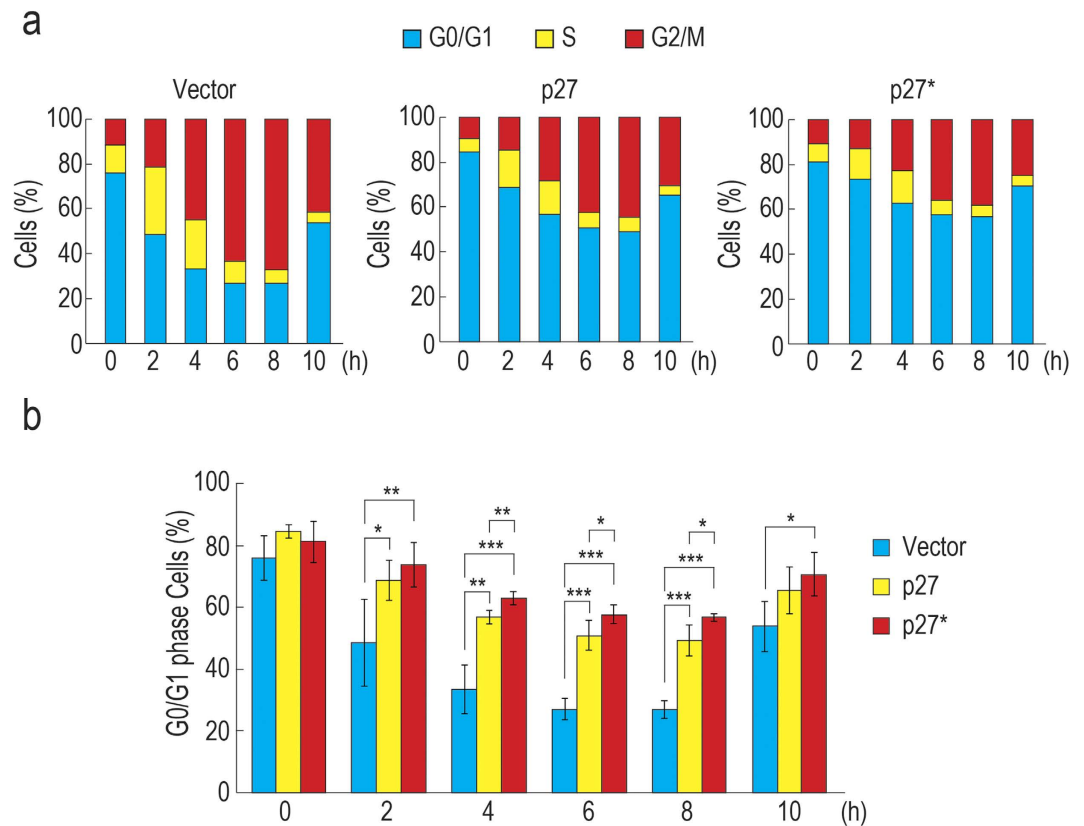 a
G0/G1 S G2/M
Vector
Cells (%)
100
80
60
40
20
0
0 2 4 6 8 10 (h)
p27
Cells (%)
100
80
60
40
20
0
0 2 4 6 8 10 (h)
p27*
Cells (%)
100
80
60
40
20
0
0 2 4 6 8 10 (h)
b
G0/G1 phase Cells (%)
100
80
60
40
20
0
** *
** *** **
* *** ***
* *** ***
*
0 2 4 6 8 10 (h)
Vector
p27
p27*